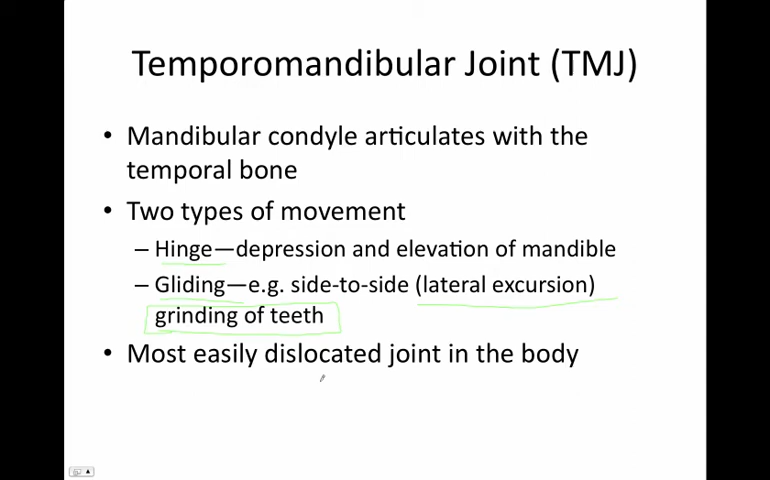 Temporomandibular Joint (TMJ)
• Mandibular condyle articulates with the
temporal bone
• Two types of movement
– Hinge—depression and elevation of mandible
– Gliding—e.g. side-to-side (lateral excursion)
grinding of teeth
• Most easily dislocated joint in the body